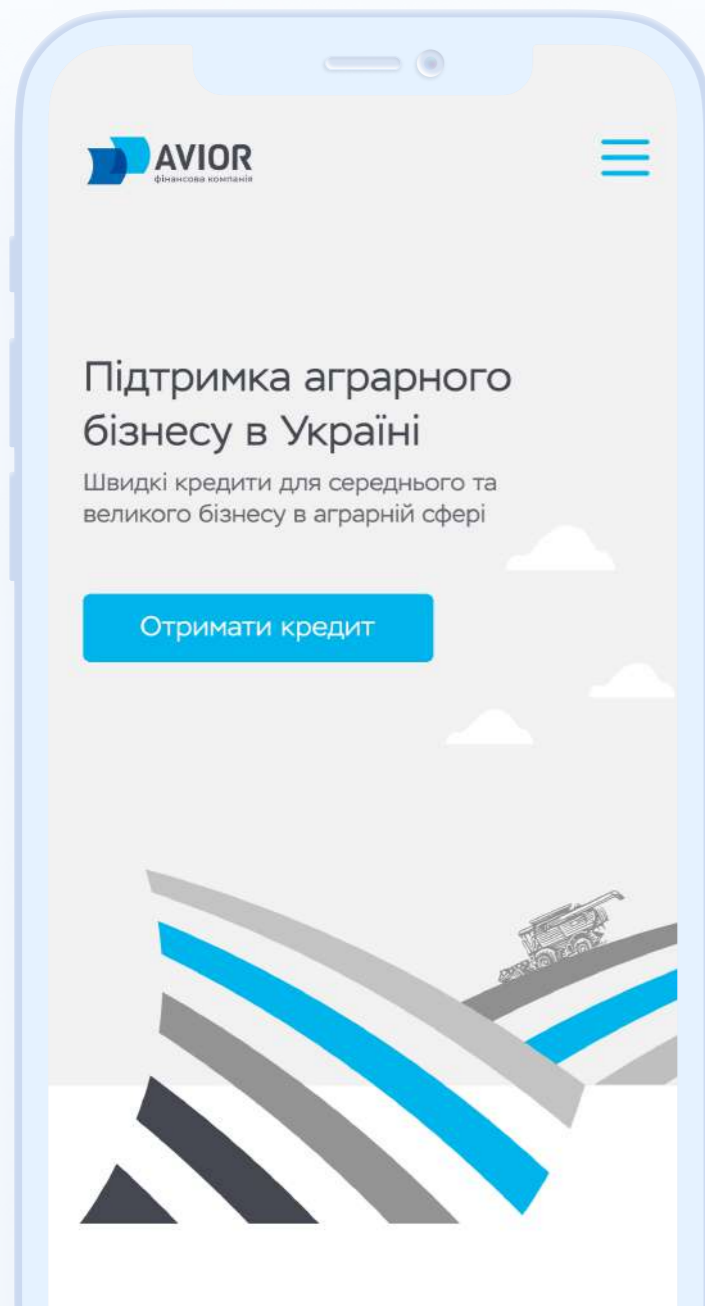 AVIOR
фінансова компанія
Підтримка аграрного
бізнесу в Україні
Швидкі кредити для середнього та
великого бізнесу в аграрній сфері
Отримати кредит